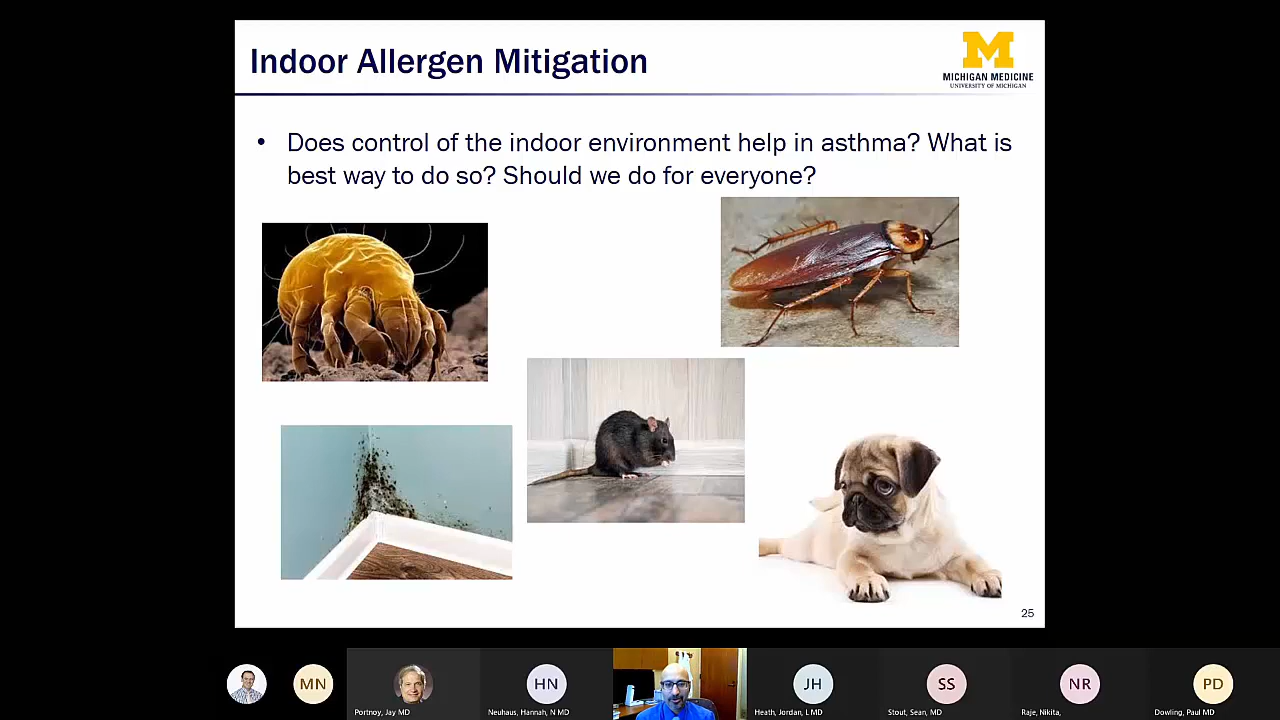 Indoor Allergen Mitigation
MICHIGAN MEDICINE
UNIVERSITY OF MICHIGAN
• Does control of the indoor environment help in asthma? What is
best way to do so? Should we do for everyone?
25
MN
HN
JH
SS
NR
PD
Portnoy, Jay MD
Neuhaus, Hannah, N MD
Heath, Jordan, L MD
Stout, Sean, MD
Raje, Nikita,
Dowling, Paul MD